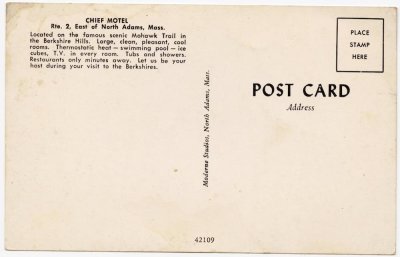 CHIEF MOTEL
Rte. 2, East of North Adams, Mass.
Located on the famous scenic Mohawk Trail in
the Berkshire Hills. Large, clean, pleasant, cool
rooms. Thermostatic heat — swimming pool — ice
cubes, T.V. in every room. Tubs and showers.
Restaurants only minutes away. Let us be your
host during your visit to the Berkshires.
Moderne Studios, North Adams, Mass.
PLACE
STAMP
HERE
POST CARD
Address
42109